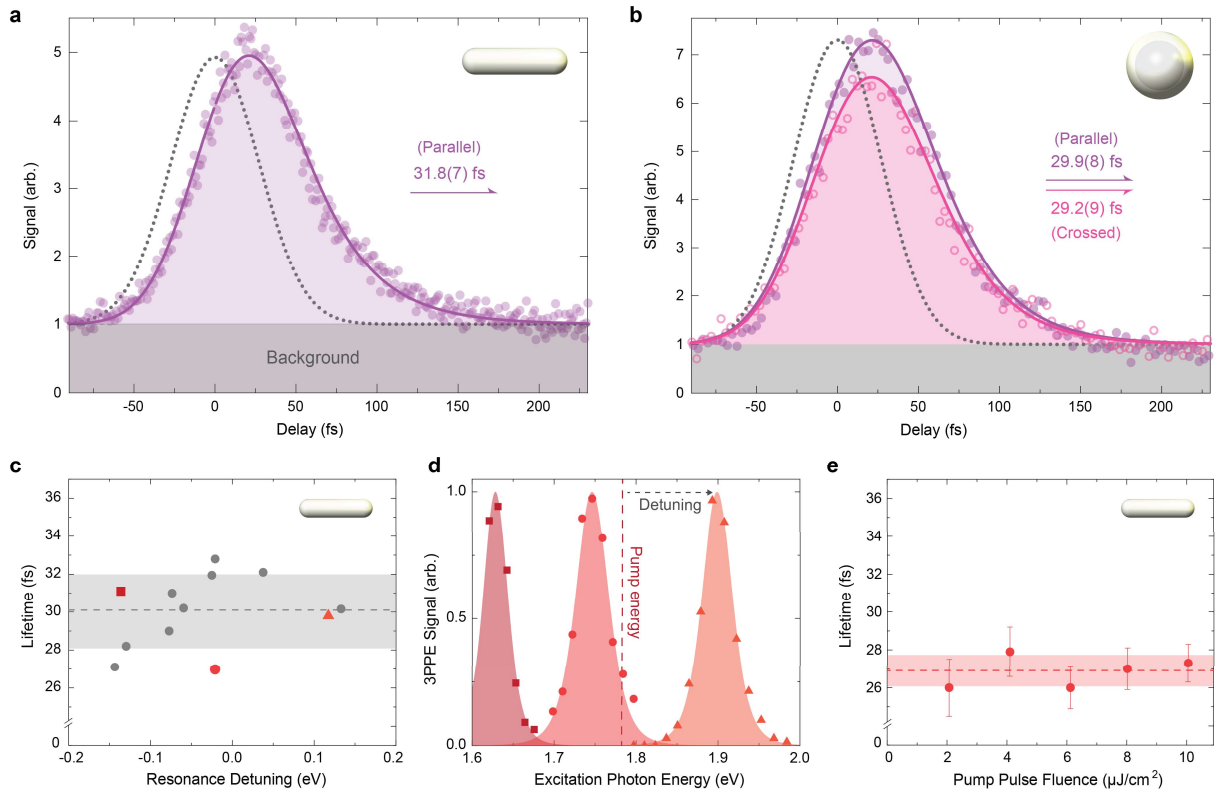 a
Signal (arb.)
5
4
3
2
1
0
(Parallel)
31.8(7) fs
Background
-50
0
50
100
150
200
Delay (fs)
b
Signal (arb.)
7
6
5
4
3
2
1
0
(Parallel)
29.9(8) fs
29.2(9) fs
(Crossed)
-50
0
50
100
150
200
Delay (fs)
c
Lifetime (fs)
36
34
32
30
28
26
0
-0.2
-0.1
0.0
0.1
0.2
Resonance Detuning (eV)
d
3PPE Signal (arb.)
1.0
0.5
0.0
Detuning
Pump energy
1.6
1.7
1.8
1.9
2.0
Excitation Photon Energy (eV)
e
Lifetime (fs)
36
34
32
30
28
26
0
0
2
4
6
8
10
Pump Pulse Fluence (μJ/cm²)